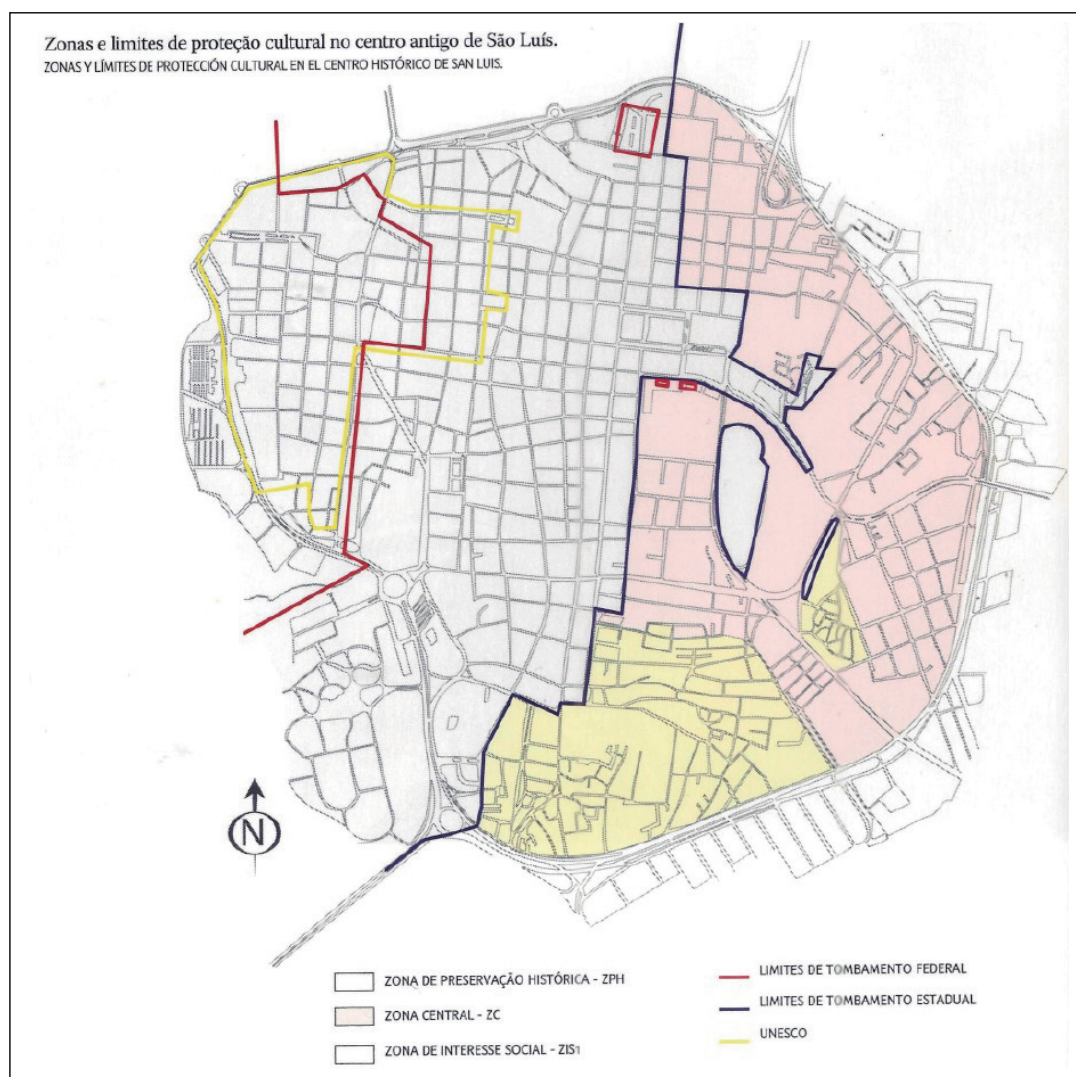 Zonas e limites de proteção cultural no centro antigo de São Luís.
ZONAS Y LÍMITES DE PROTECCIÓN CULTURAL EN EL CENTRO HISTÓRICO DE SAN LUIS.
N
ZONA DE PRESERVAÇÃO HISTÓRICA - ZPH
ZONA CENTRAL - ZC
ZONA DE INTERESSE SOCIAL - ZIS1
LIMITES DE TOMBAMENTO FEDERAL
LIMITES DE TOMBAMENTO ESTADUAL
UNESCO